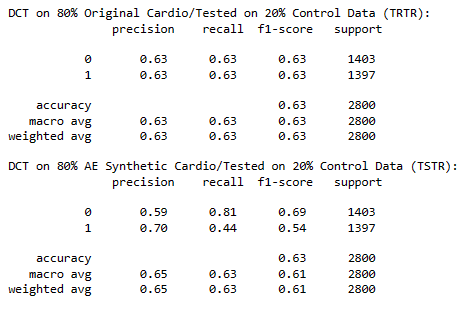 DCT on 80% Original Cardio/Tested on 20% Control Data (TRTR):
precision recall f1-score support
0 0.63 0.63 0.63 1403
1 0.63 0.63 0.63 1397
accuracy 0.63 2800
macro avg 0.63 0.63 0.63 2800
weighted avg 0.63 0.63 0.63 2800
DCT on 80% AE Synthetic Cardio/Tested on 20% Control Data (TSTR):
precision recall f1-score support
0 0.59 0.81 0.69 1403
1 0.70 0.44 0.54 1397
accuracy 0.63 2800
macro avg 0.65 0.63 0.61 2800
weighted avg 0.65 0.63 0.61 2800